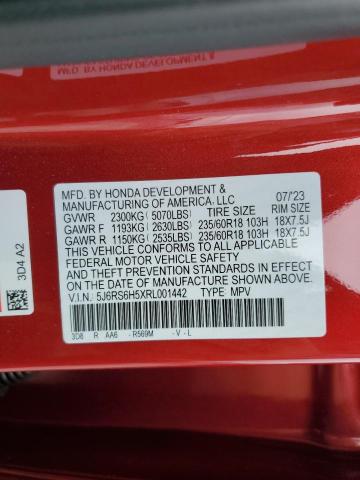 M'D. BY HONDA DEVELOPMENT
MFD. BY HONDA DEVELOPMENT &
MANUFACTURING OF AMERICA, LLC 07/'23
GVWR 2300KG( 5070LBS) TIRE SIZE RIM SIZE
GAWR F 1193KG( 2630LBS) 235/60R18 103H 18X7.5J
GAWR R 1150KG( 2535LBS) 235/60R18 103H 18X7.5J
THIS VEHICLE CONFORMS TO ALL APPLICABLE
FEDERAL MOTOR VEHICLE SAFETY STANDARDS IN
EFFECT ON THE DATE OF MANUFACTURE SHOWN
ABOVE.
V.I.N. 5J6RS6H5XRL001442 TYPE: MPV
3D6 R AA6 -R569M -V-L
3D4 A2